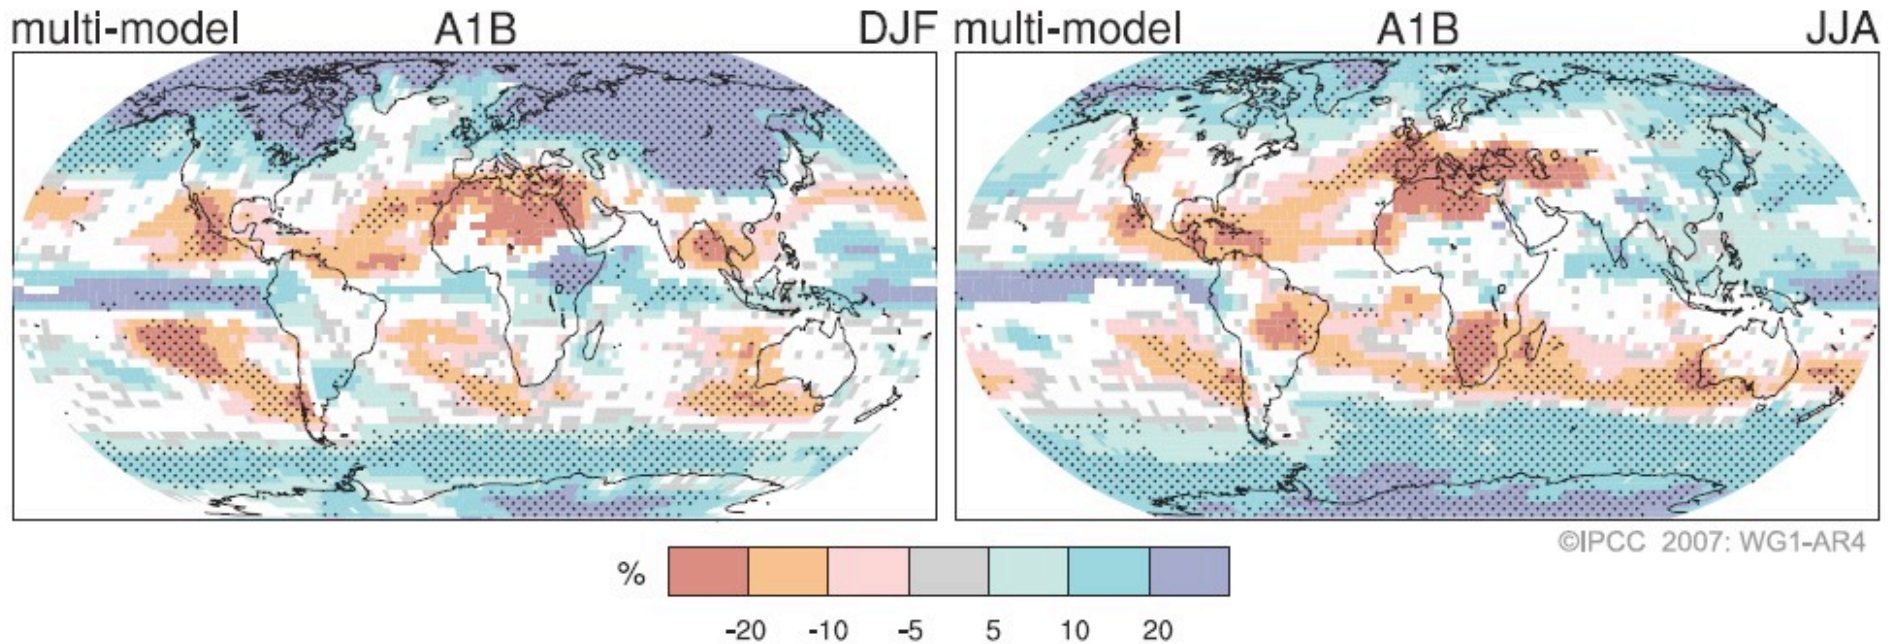 multi-model A1B DJF
multi-model A1B JJA
©IPCC 2007: WG1-AR4
%
-20 -10 -5 5 10 20